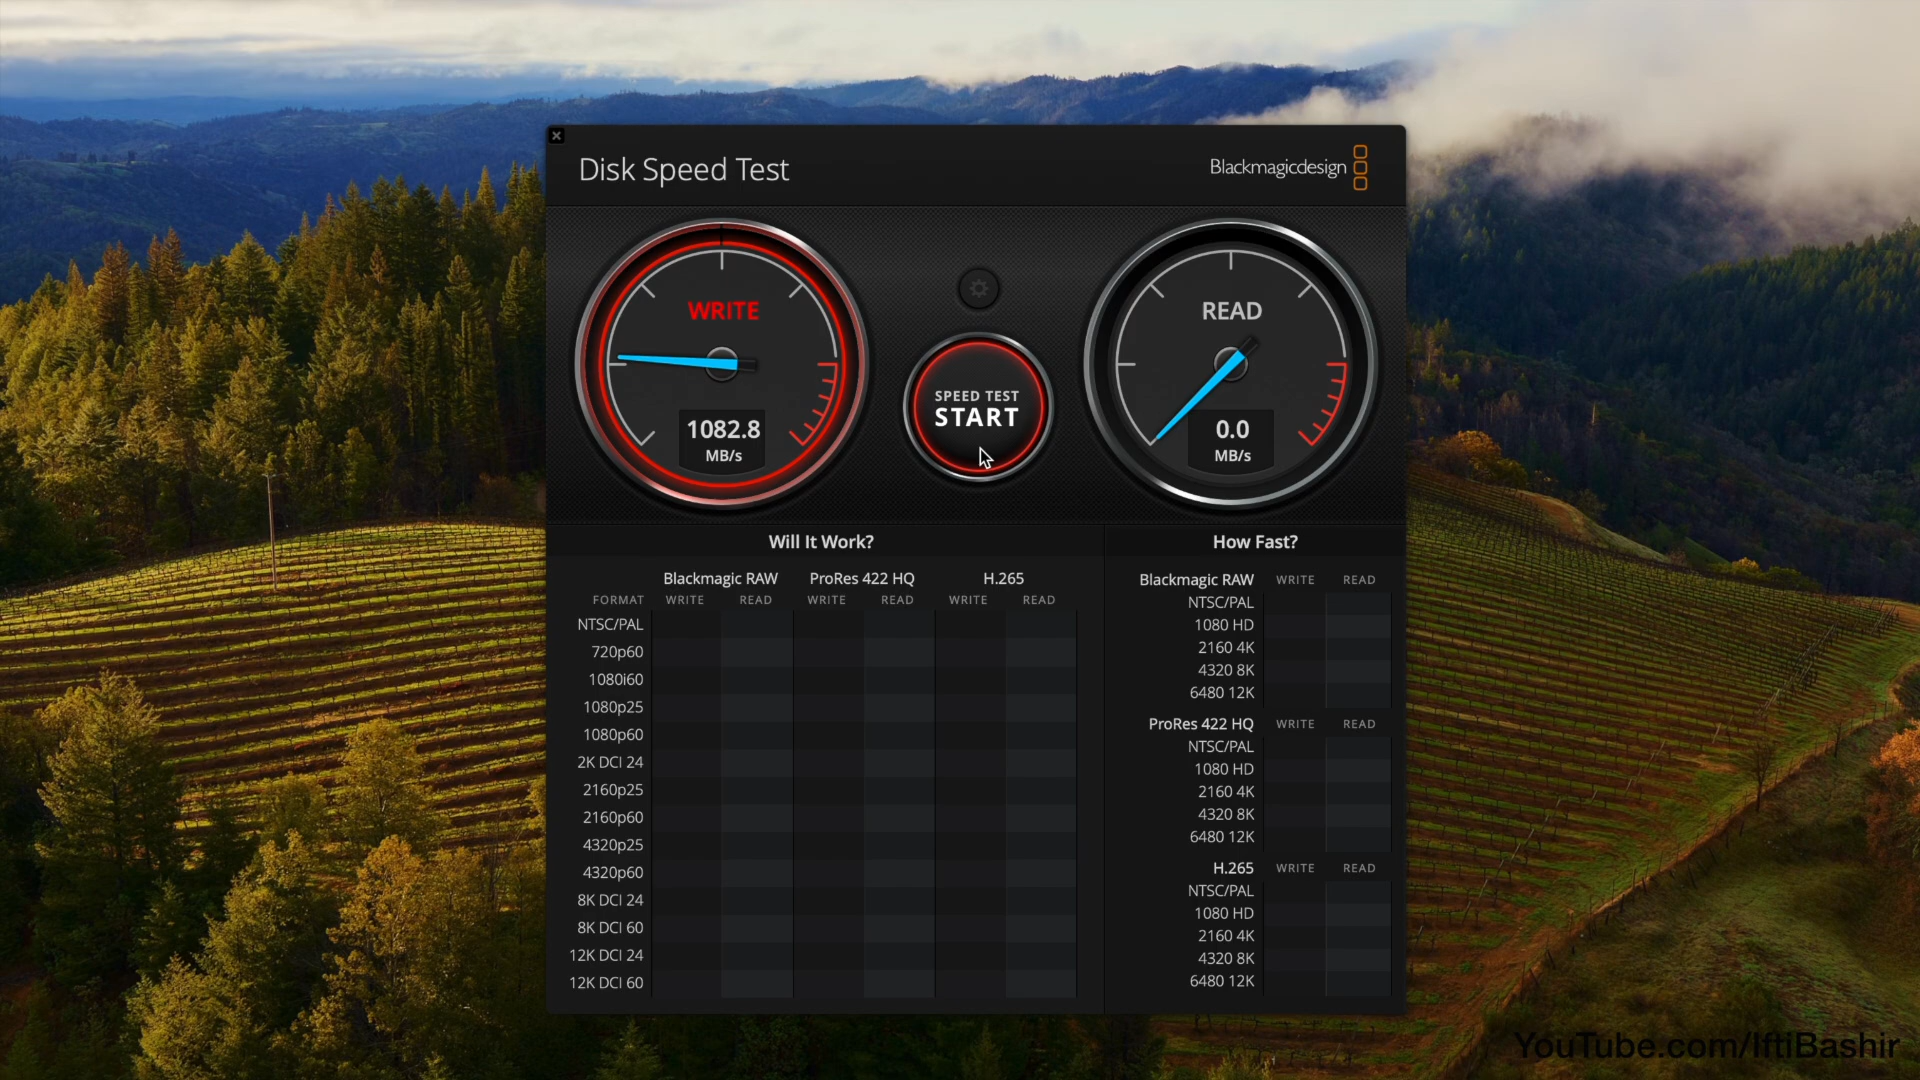 Disk Speed Test
Blackmagicdesign
WRITE
1082.8
MB/s
SPEED TEST
START
READ
0.0
MB/s
Will It Work?
Blackmagic RAW ProRes 422 HQ H.265
FORMAT WRITE READ WRITE READ WRITE READ
NTSC/PAL
720p60
1080i60
1080p25
1080p60
2K DCI 24
2160p25
2160p60
4320p25
4320p60
8K DCI 24
8K DCI 60
12K DCI 24
12K DCI 60
How Fast?
Blackmagic RAW WRITE READ
NTSC/PAL
1080 HD
2160 4K
4320 8K
6480 12K
ProRes 422 HQ WRITE READ
NTSC/PAL
1080 HD
2160 4K
4320 8K
6480 12K
H.265 WRITE READ
NTSC/PAL
1080 HD
2160 4K
4320 8K
6480 12K
YouTube.com/IftiBashir